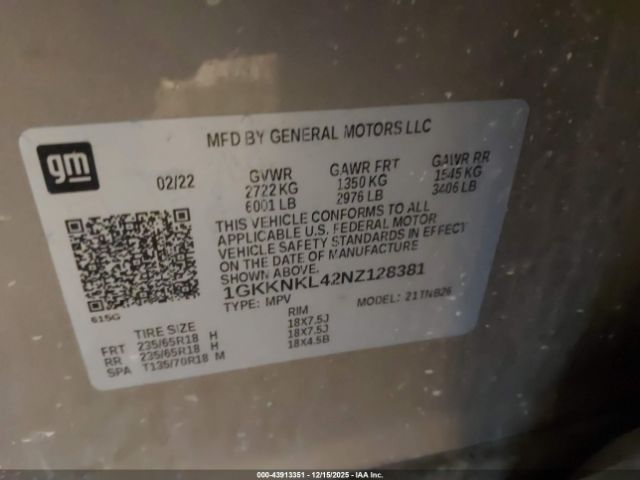 gm
MFD BY GENERAL MOTORS LLC
02/22
GVWR
2722 KG
6001 LB
GAWR FRT
1350 KG
2976 LB
GAWR RR
1545 KG
3406 LB
THIS VEHICLE CONFORMS TO ALL
APPLICABLE U.S. FEDERAL MOTOR
VEHICLE SAFETY STANDARDS IN EFFECT
ON THE DATE OF MANUFACTURE
SHOWN ABOVE.
1GKKNKL42NZ128381
TYPE: MPV MODEL: 21TNB26
615G
TIRE SIZE RIM
FRT 235/65R18 H 18X7.5J
RR 235/65R18 H 18X7.5J
SPA T135/70R18 M 18X4.5B
000-43913351 - 12/15/2025 - IAA Inc.